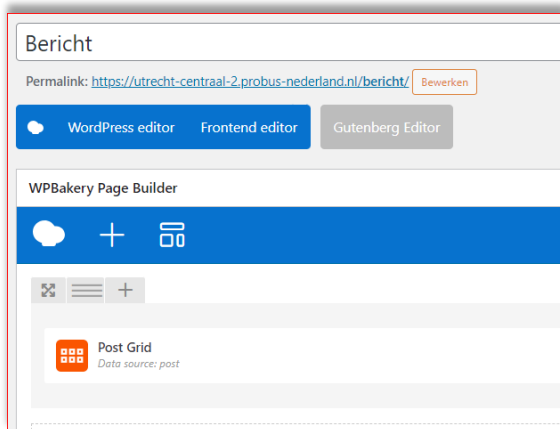 Bericht
Permalink: https://utrecht-centraal-2.probus-nederland.nl/bericht/ Bewerken
WordPress editor Frontend editor Gutenberg Editor
WPBakery Page Builder
Post Grid
Data source: post